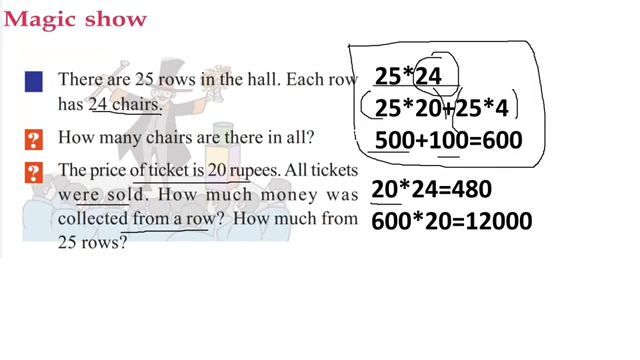 Magic show
There are 25 rows in the hall. Each row
has 24 chairs.
How many chairs are there in all?
The price of ticket is 20 rupees. All tickets
were sold. How much money was
collected from a row? How much from
25 rows?
25*24
(25*20+(25*4)
500+100=600
20*24=480
600*20=12000